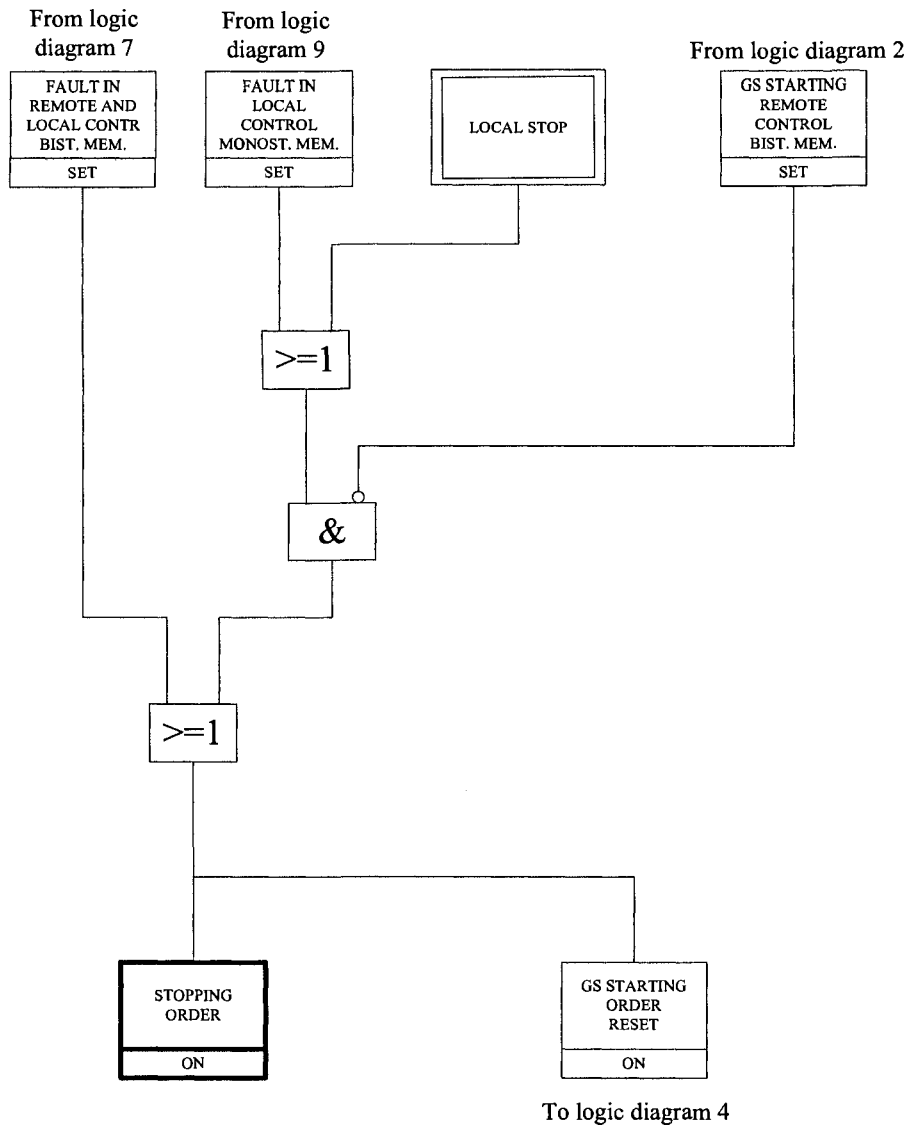 From logic
diagram 7
From logic
diagram 9
From logic diagram 2
FAULT IN
REMOTE AND
LOCAL CONTR
BIST. MEM.
SET
FAULT IN
LOCAL
CONTROL
MONOST. MEM.
SET
LOCAL STOP
GS STARTING
REMOTE
CONTROL
BIST. MEM.
SET
>=1
&
>=1
STOPPING
ORDER
ON
GS STARTING
ORDER
RESET
ON
To logic diagram 4